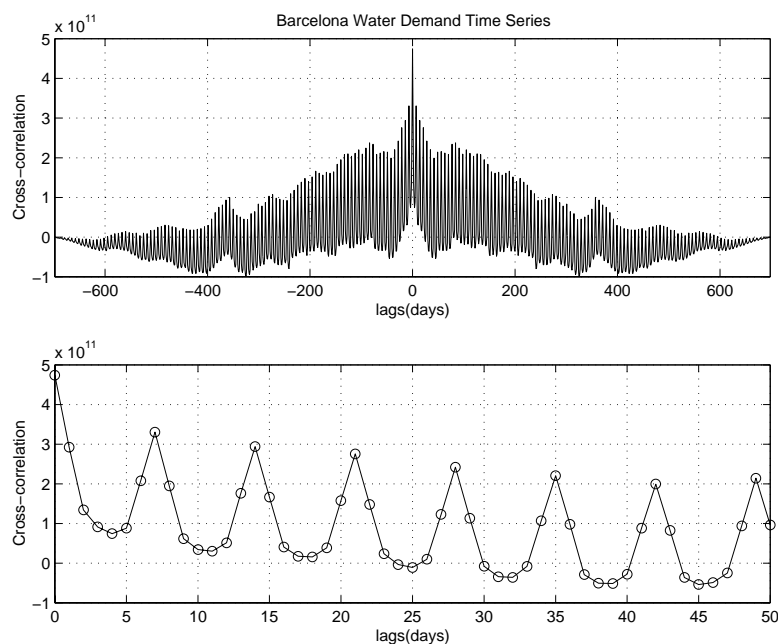 Barcelona Water Demand Time Series
x 10^11
5
4
3
2
1
0
−1
Cross−correlation
−600 −400 −200 0 200 400 600
lags(days)
x 10^11
5
4
3
2
1
0
−1
Cross−correlation
0 5 10 15 20 25 30 35 40 45 50
lags(days)